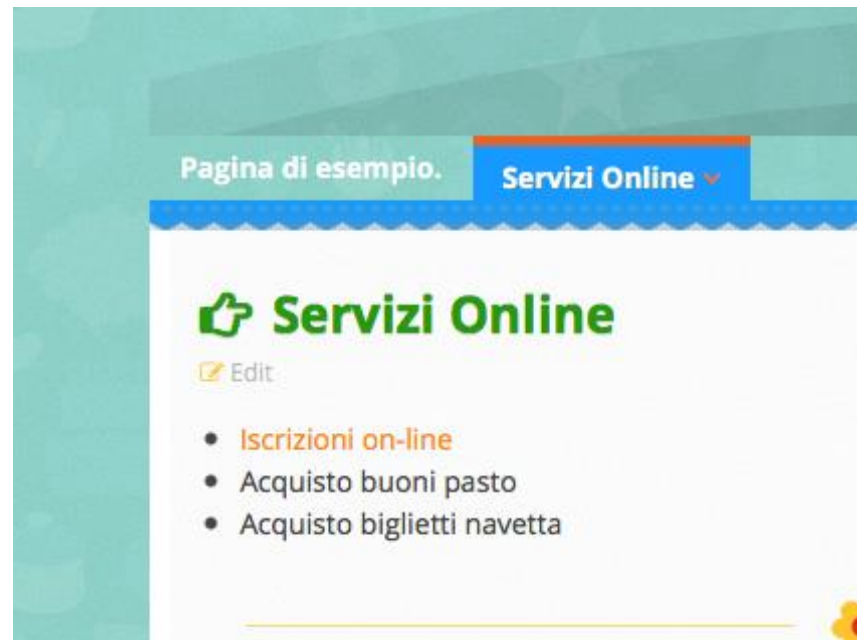 Pagina di esempio.
Servizi Online
Servizi Online
Edit
Iscrizioni on-line
Acquisto buoni pasto
Acquisto biglietti navetta